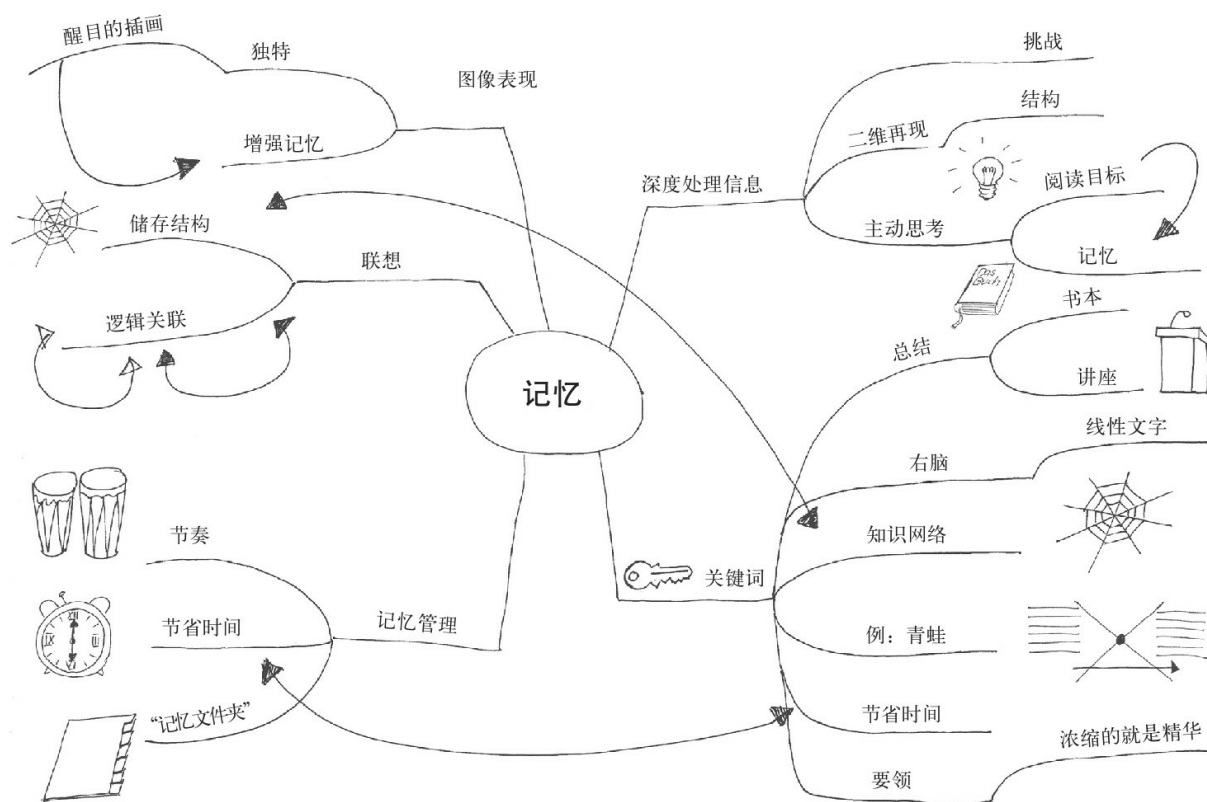 醒目的插画
独特
图像表现
增强记忆
储存结构
联想
逻辑关联
记忆
节奏
节省时间
记忆管理
“记忆文件夹”
挑战
结构
二维再现
深度处理信息
阅读目标
主动思考
记忆
Das
Buch
书本
总结
讲座
线性文字
右脑
知识网络
关键词
例：青蛙
节省时间
浓缩的就是精华
要领